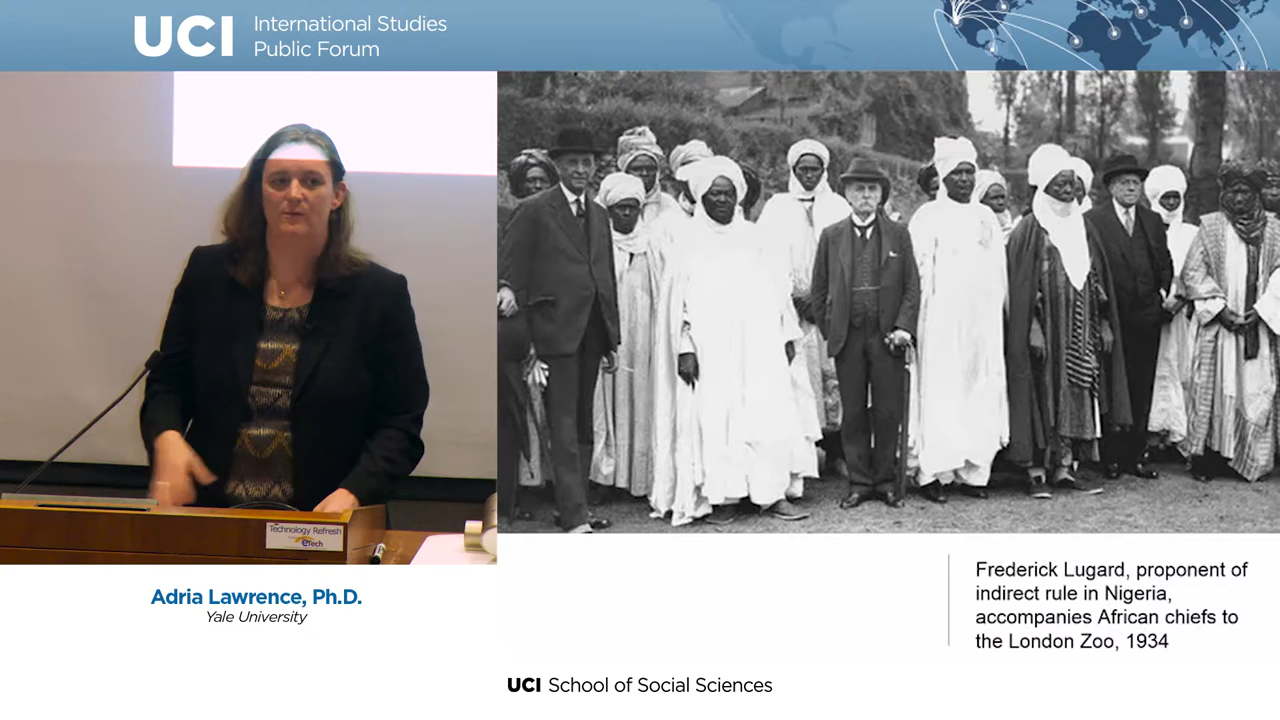 UCI
International Studies
Public Forum
Technology Refresh
eTech
Adria Lawrence, Ph.D.
Yale University
Frederick Lugard, proponent of
indirect rule in Nigeria,
accompanies African chiefs to
the London Zoo, 1934
UCI School of Social Sciences